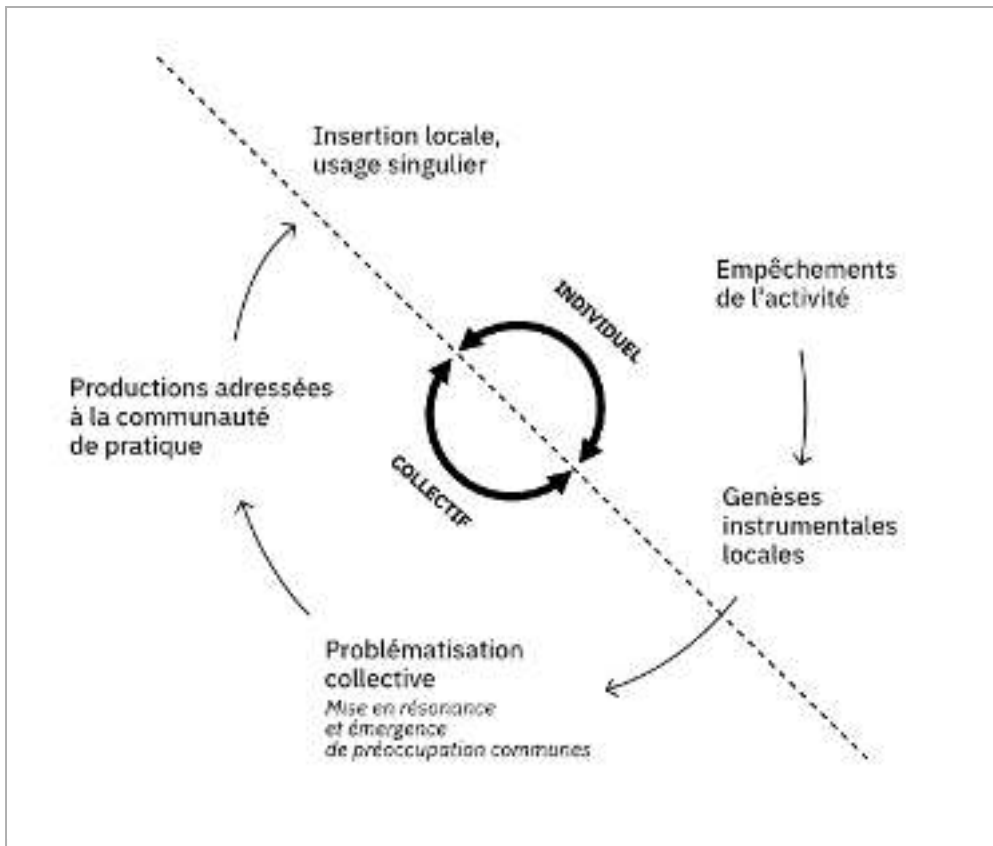 Insertion locale,
usage singulier
Empêchements
de l'activité
INDIVIDUEL
Productions adressées
à la communauté
de pratique
COLLECTIF
Genèses
instrumentales
locales
Problématisation
collective
Mise en résonance
et émergence
de préoccupation communes